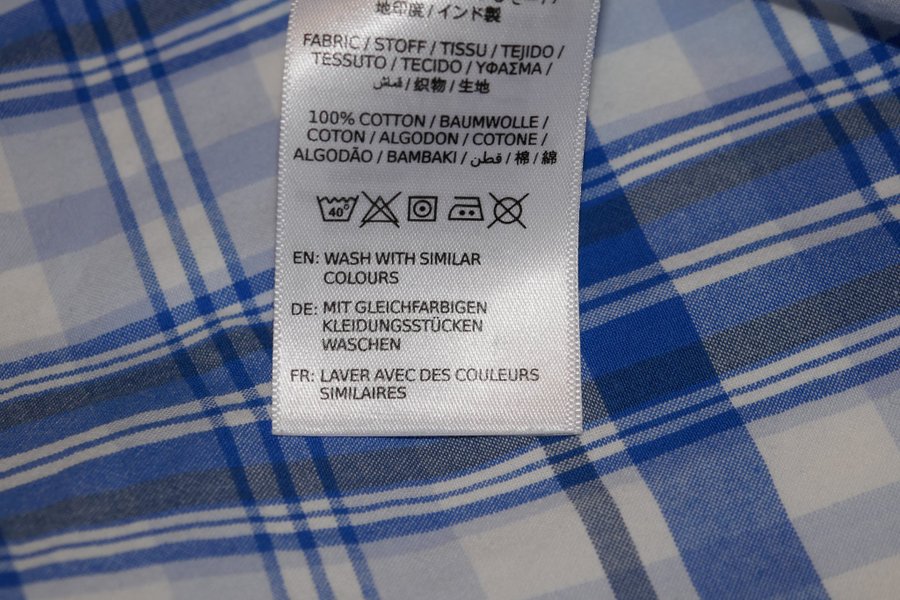 地印度 / インド製
FABRIC / STOFF / TISSU / TEJIDO /
TESSUTO / TECIDO / ΥΦΑΣΜΑ /
قماش / 织物 / 生地
100% COTTON / BAUMWOLLE /
COTON / ALGODON / COTONE /
ALGODÃO / BAMBAKI / قطن / 棉 / 綿
40°
EN: WASH WITH SIMILAR
COLOURS
DE: MIT GLEICHFARBIGEN
KLEIDUNGSSTÜCKEN
WASCHEN
FR: LAVER AVEC DES COULEURS
SIMILAIRES